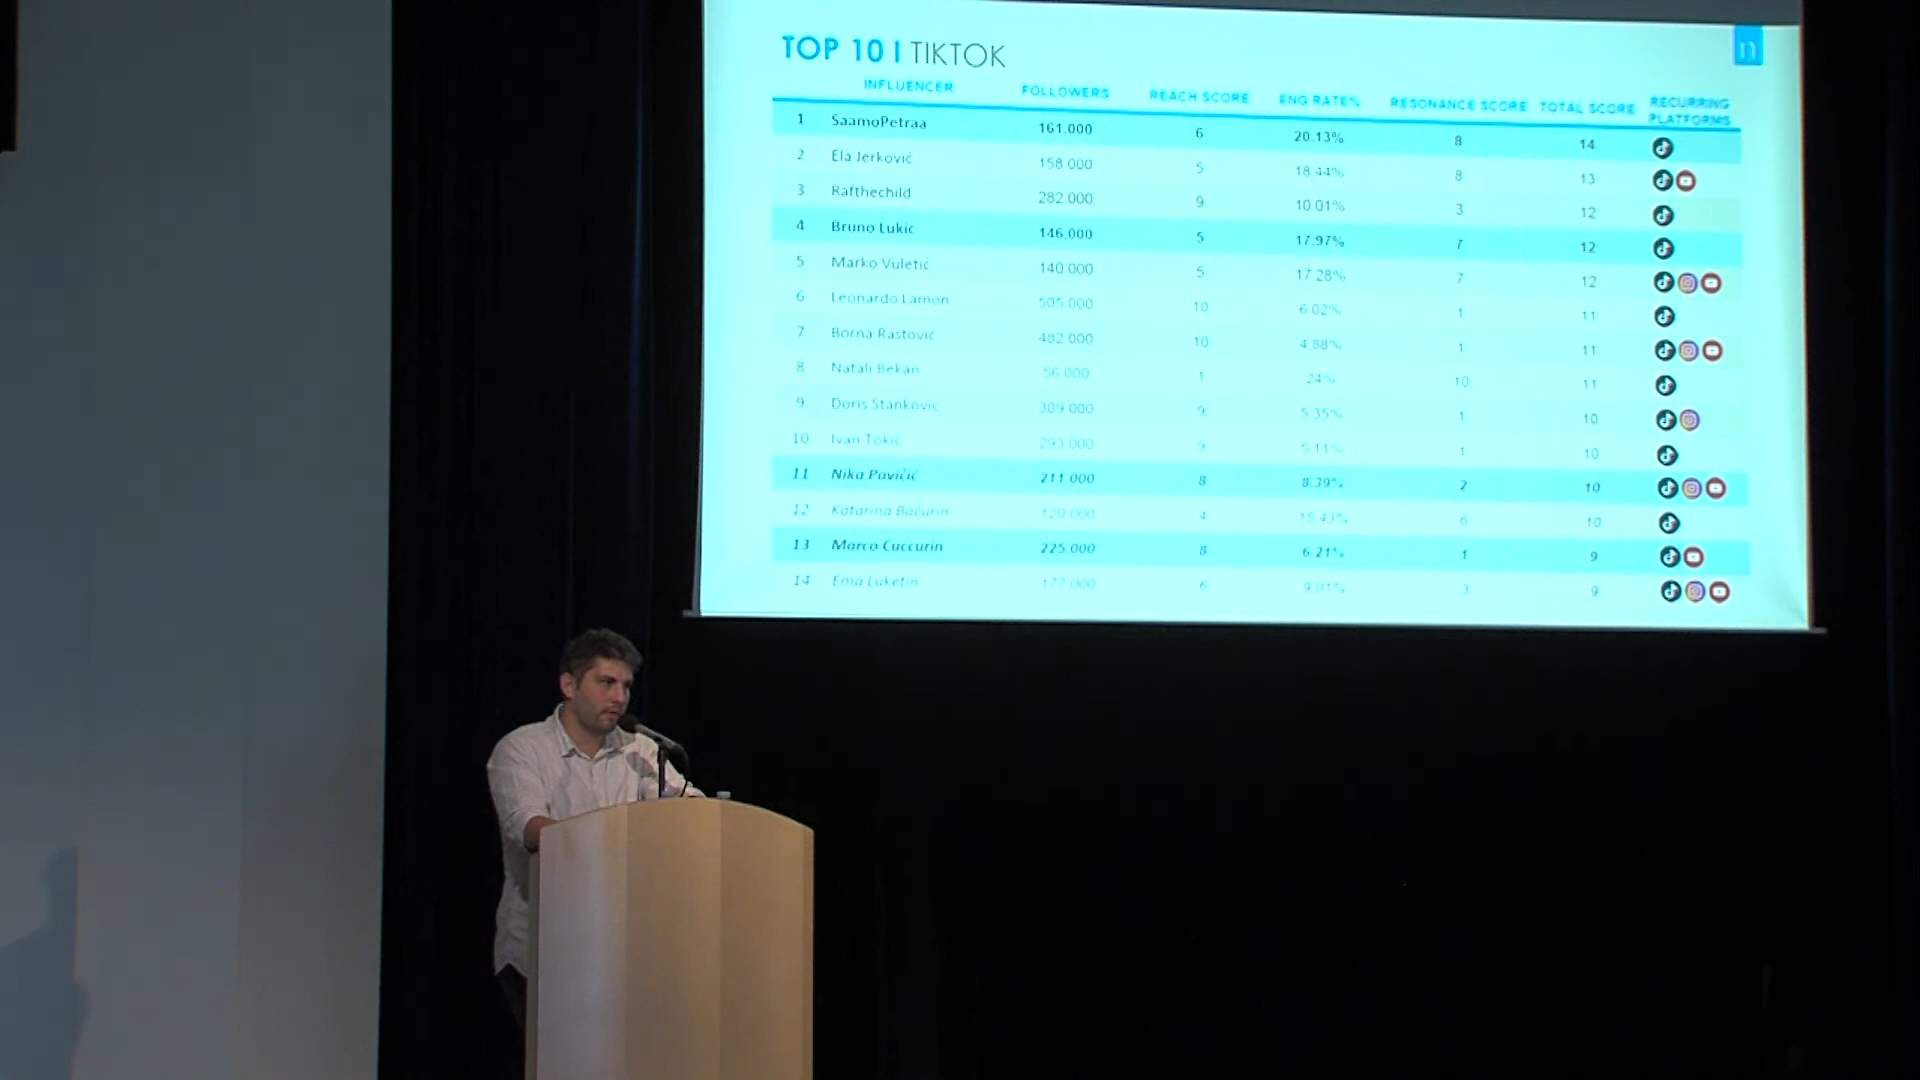 TOP 10 | TIKTOK
n
INFLUENCER FOLLOWERS REACH SCORE ENG RATE% RESONANCE SCORE TOTAL SCORE RECURRING PLATFORMS
1 SaamoPetraa 161.000 6 20.13% 8 14
2 Ela Jerković 158.000 5 18.44% 8 13
3 Rafthechild 282.000 9 10.01% 3 12
4 Bruno Lukic 146.000 5 17.97% 7 12
5 Marko Vuletić 140.000 5 17.28% 7 12
6 Leonardo Lamon 505.000 10 6.02% 1 11
7 Borna Rastović 482.000 10 4.88% 1 11
8 Natali Bekan 56.000 1 24% 10 11
9 Doris Stanković 309.000 9 5.35% 1 10
10 Ivan Tokić 293.000 9 5.11% 1 10
11 Nika Pavičić 211.000 8 8.39% 2 10
12 Katarina Baćurin 120.000 4 15.43% 6 10
13 Marco Cuccurin 225.000 8 6.21% 1 9
14 Ema Luketin 177.000 6 9.01% 3 9